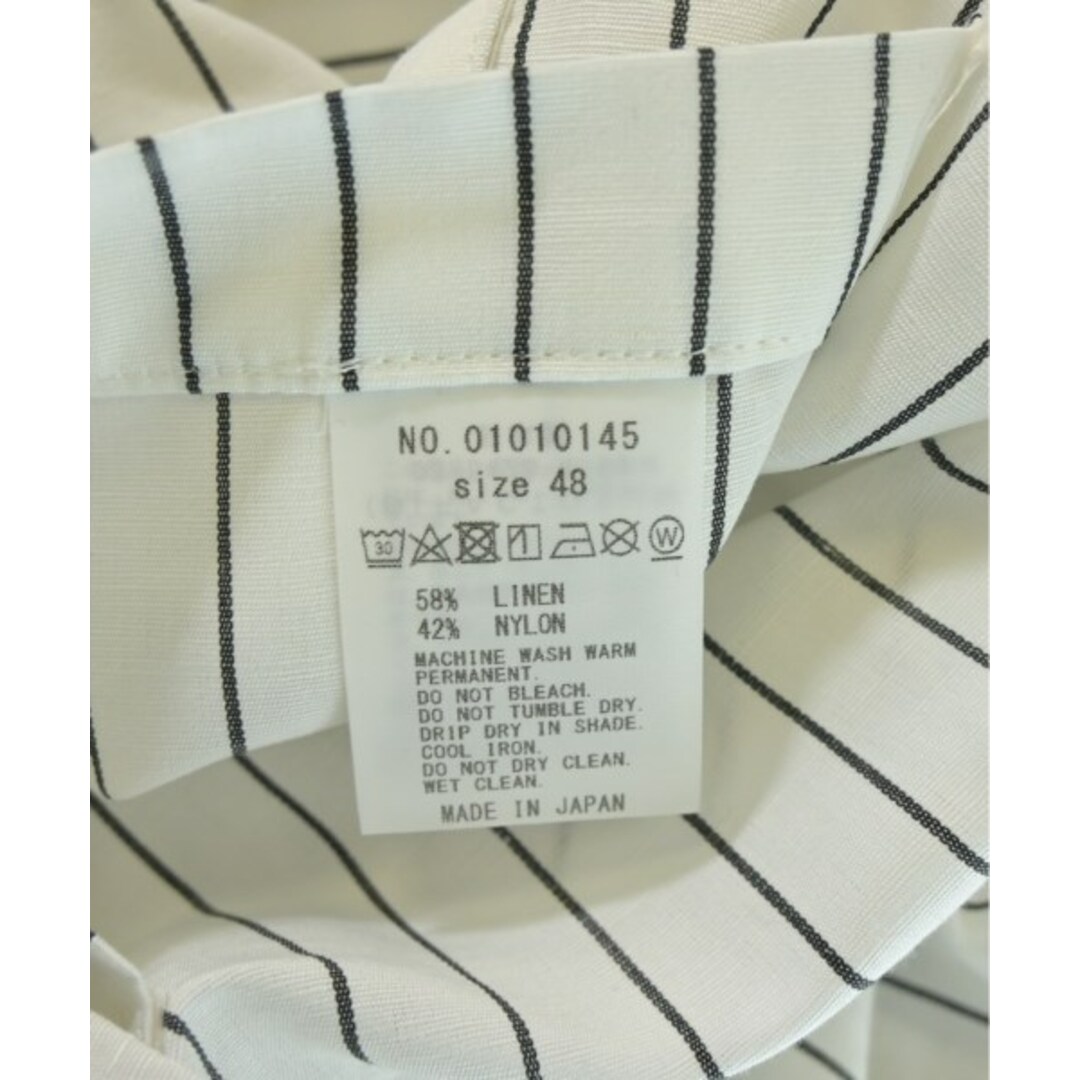 NO. 01010145
size 48
30 W
58% LINEN
42% NYLON
MACHINE WASH WARM
PERMANENT.
DO NOT BLEACH.
DO NOT TUMBLE DRY.
DRIP DRY IN SHADE.
COOL IRON.
DO NOT DRY CLEAN.
WET CLEAN.
MADE IN JAPAN